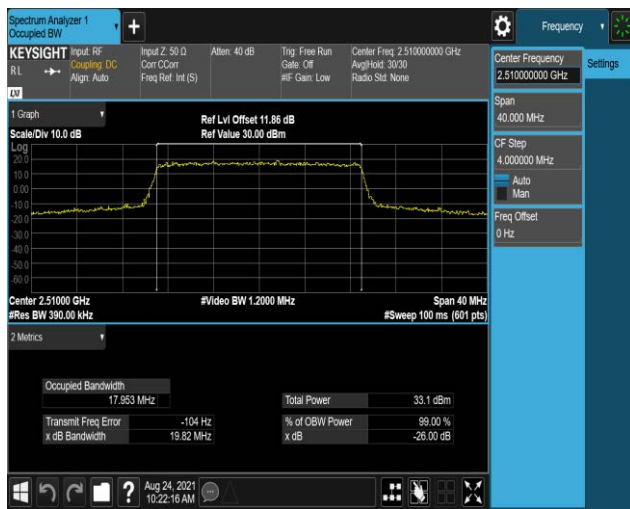 Spectrum Analyzer 1
Occupied BW
Frequency
KEYSIGHT
RL
LXI
Input: RF
Coupling: DC
Align: Auto
Input Z: 50 Ω
Corr CCorr
Freq Ref: Int (S)
Atten: 40 dB
Trig: Free Run
Gate: Off
#IF Gain: Low
Center Freq: 2.510000000 GHz
Avg|Hold: 30/30
Radio Std: None
Center Frequency
2.510000000 GHz
Settings
Span
40.000 MHz
CF Step
4.000000 MHz
Auto
Man
Freq Offset
0 Hz
1 Graph
Scale/Div 10.0 dB
Ref Lvl Offset 11.86 dB
Ref Value 30.00 dBm
Log
20.0
10.0
0.00
-10.0
-20.0
-30.0
-40.0
-50.0
-60.0
Center 2.51000 GHz
#Video BW 1.2000 MHz
Span 40 MHz
#Res BW 390.00 kHz
#Sweep 100 ms (601 pts)
2 Metrics
Occupied Bandwidth
17.953 MHz
Total Power 33.1 dBm
Transmit Freq Error -104 Hz
% of OBW Power 99.00 %
x dB Bandwidth 19.82 MHz
x dB -26.00 dB
?
Aug 24, 2021
10:22:16 AM